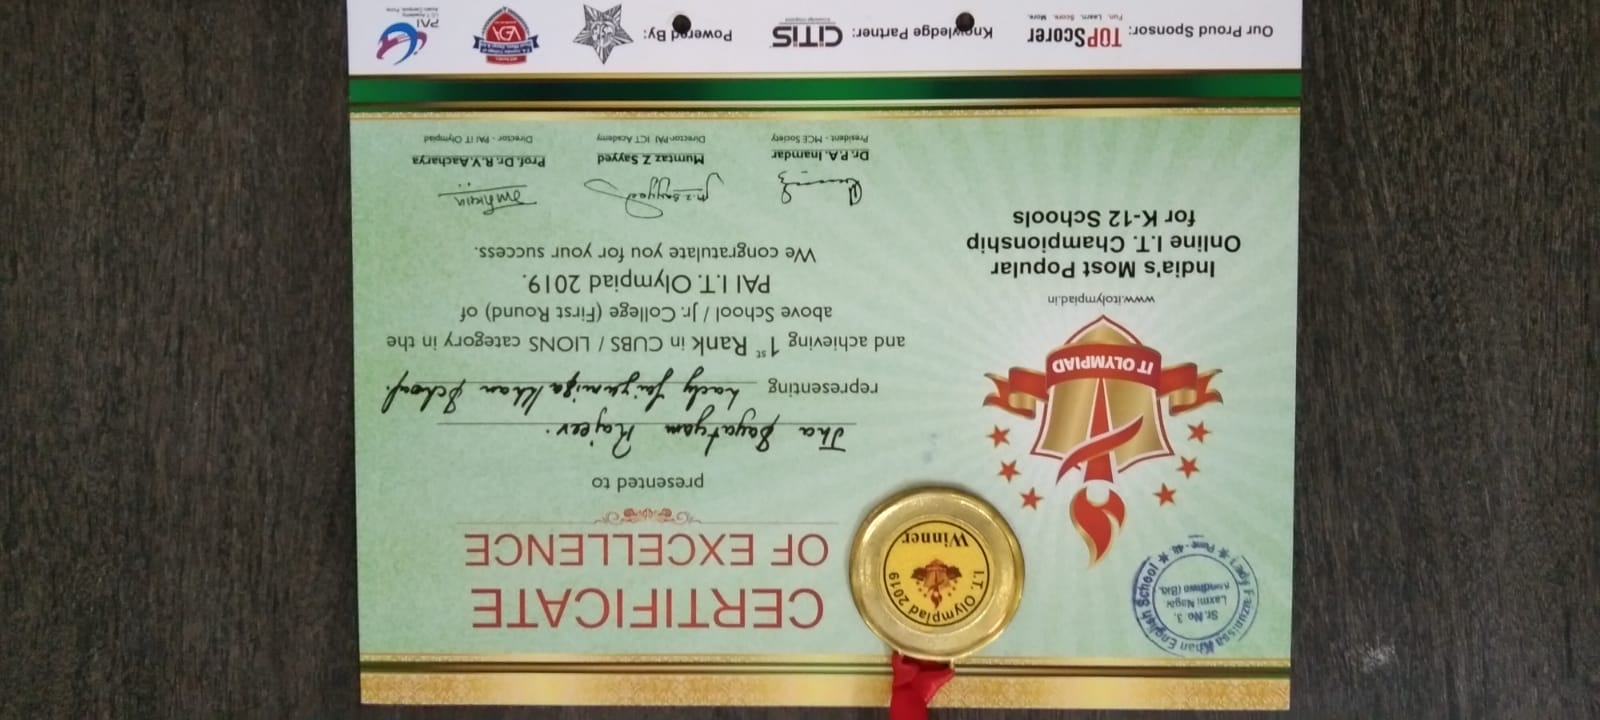 Lady Faizunissa Khan English School
Sr. No. 3,
Laxmi Nagar,
Kondhwa (Bk.
Pune - 48.
I.T. Olympiad 2019
Winner
CERTIFICATE
OF EXCELLENCE
presented to
Jha Sayatyam Rajeev.
representing Lady Faizunisa Khan School.
and achieving 1st Rank in CUBS / LIONS category in the
above School / Jr. College (First Round) of
PAI I.T. Olympiad 2019.
We congratulate you for your success.
IT OLYMPIAD
www.itolympiad.in
India's Most Popular
Online I.T. Championship
for K-12 Schools
M.Z Sayyed
Dr. P.A. Inamdar
President - MCE Society
Mumtaz Z Sayyed
Director-PAI ICT Academy
Prof. Dr. R.V. Aacharya
Director - PAI IT Olympiad
Our Proud Sponsor: TOPScorer
Fun. Learn. Score. More.
Knowledge Partner: CiTiS
Powered By:
VEDA
PAI